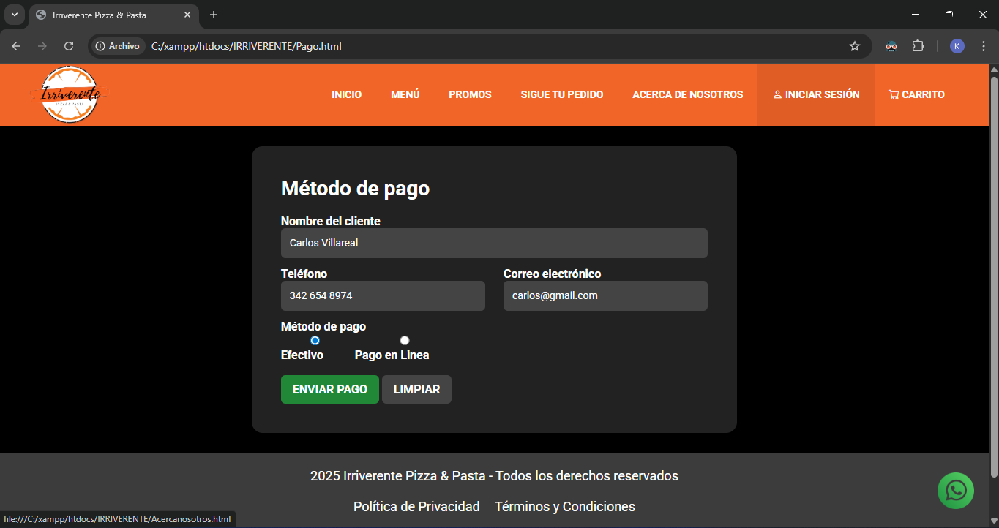 Irriverente Pizza & Pasta
Archivo C:/xampp/htdocs/IRRIVERENTE/Pago.html K
Irriverente
PIZZA & PASTA
INICIO MENÚ PROMOS SIGUE TU PEDIDO ACERCA DE NOSOTROS INICIAR SESIÓN CARRITO
Método de pago
Nombre del cliente
Carlos Villareal
Teléfono Correo electrónico
342 654 8974 carlos@gmail.com
Método de pago
Efectivo Pago en Linea
ENVIAR PAGO LIMPIAR
2025 Irriverente Pizza & Pasta - Todos los derechos reservados
Política de Privacidad Términos y Condiciones
file:///C:/xampp/htdocs/IRRIVERENTE/Acercanosotros.html